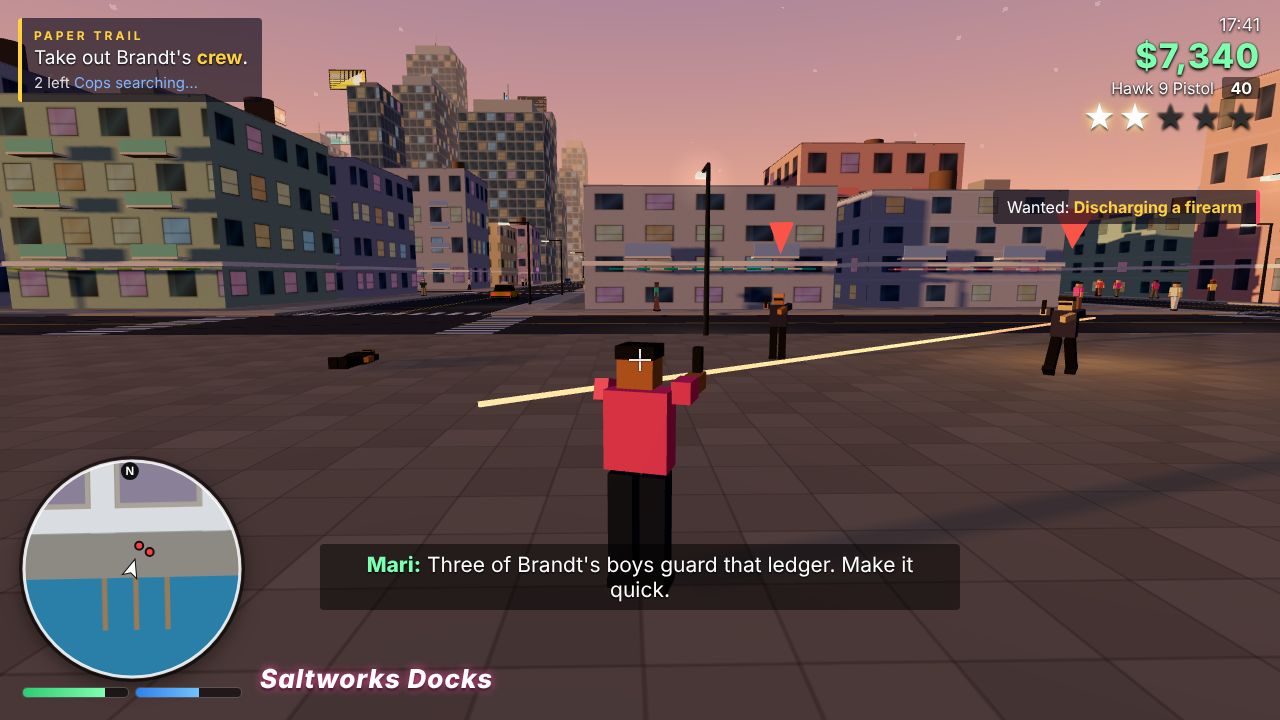 PAPER TRAIL
Take out Brandt's crew.
2 left Cops searching...
17:41
$7,340
Hawk 9 Pistol 40
Wanted: Discharging a firearm
N
Mari: Three of Brandt's boys guard that ledger. Make it
quick.
Saltworks Docks